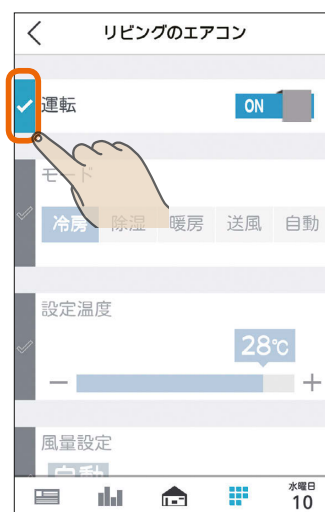 リビングのエアコン
運転 ON
モード
冷房 除湿 暖房 送風 自動
設定温度
28℃
風量設定
自動
水曜日
10